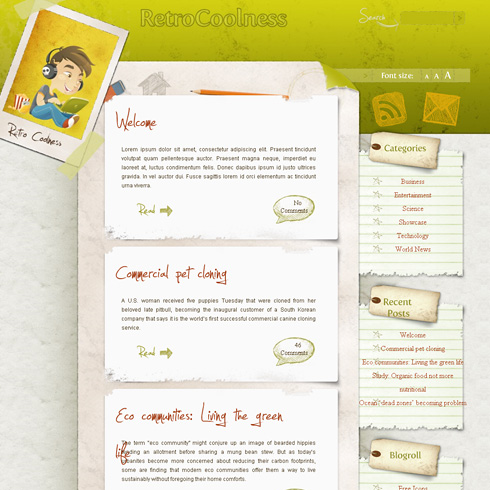 RetroCoolness
Search
Font size: A A A
Retro Coolness
Welcome
Lorem ipsum dolor sit amet, consectetur adipiscing elit. Praesent tincidunt
volutpat quam pellentesque auctor. Praesent magna neque, imperdiet eu
laoreet at, luctus condimentum felis. Donec dapibus ipsum id justo ultrices
gravida. In vel auctor dui. Fusce sagittis lorem sed orci elementum tincidunt
urna viverra.
Read
No
Comments
Commercial pet cloning
A U.S. woman received five puppies Tuesday that were cloned from her
beloved late pitbull, becoming the inaugural customer of a South Korean
company that says it is the world's first successful commercial canine cloning
service.
Read
46
Comments
Eco communities: Living the green
life
The term "eco community" might conjure up an image of bearded hippies
an allotment before sharing a mung bean stew. But as today's
become more concerned about reducing their carbon footprints,
some are finding that modern eco communities offer them a way to live
sustainably without foregoing their home comforts.
Categories
Business
Entertainment
Science
Showcase
Technology
World News
Recent
Posts
Welcome
Commercial pet cloning
Eco communities: Living the green life
Study: Organic food not more
nutritional
Ocean 'dead zones' becoming problem
Blogroll
Free Icons